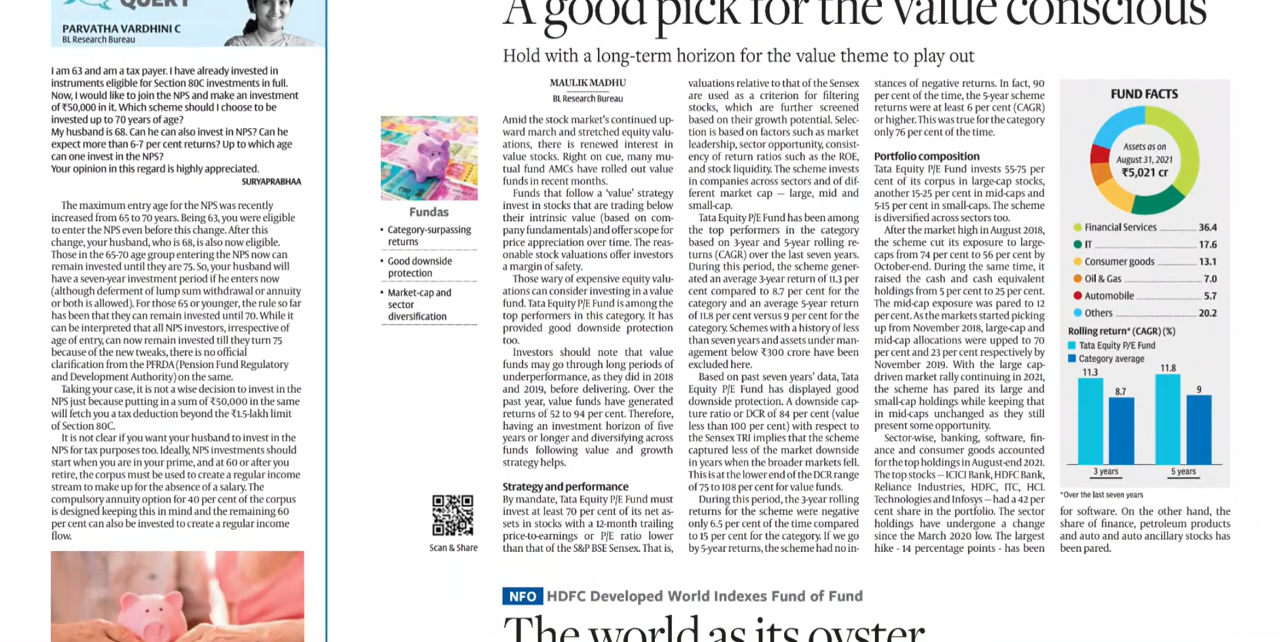 QUERY
PARVATHA VARDHINI C
BL Research Bureau
I am 63 and am a tax payer. I have already invested in
instruments eligible for Section 80C investments in full.
Now, I would like to join the NPS and make an investment
of ₹50,000 in it. Which scheme should I choose to be
invested up to 70 years of age?
My husband is 68. Can he can also invest in NPS? Can he
expect more than 6-7 per cent returns? Up to which age
can one invest in the NPS?
Your opinion in this regard is highly appreciated.
SURYAPRABHAA
The maximum entry age for the NPS was recently
increased from 65 to 70 years. Being 63, you were eligible
to enter the NPS even before this change. After this
change, your husband, who is 68, is also now eligible.
Those in the 65-70 age group entering the NPS now can
remain invested until they are 75. So, your husband will
have a seven-year investment period if he enters now
(although deferment of lump sum withdrawal or annuity
or both is allowed). For those 65 or younger, the rule so far
has been that they can remain invested until 70. While it
can be interpreted that all NPS investors, irrespective of
age of entry, can now remain invested till they turn 75
because of the new tweaks, there is no official
clarification from the PFRDA (Pension Fund Regulatory
and Development Authority) on the same.
Taking your case, it is not a wise decision to invest in the
NPS just because putting in a sum of ₹50,000 in the same
will fetch you a tax deduction beyond the ₹1.5-lakh limit
of Section 80C.
It is not clear if you want your husband to invest in the
NPS for tax purposes too. Ideally, NPS investments should
start when you are in your prime, and at 60 or after you
retire, the corpus must be used to create a regular income
stream to make up for the absence of a salary. The
compulsory annuity option for 40 per cent of the corpus
is designed keeping this in mind and the remaining 60
per cent can also be invested to create a regular income
flow.
A good pick for the value conscious
Hold with a long-term horizon for the value theme to play out
Fundas
• Category-surpassing
returns
• Good downside
protection
• Market-cap and
sector
diversification
Scan & Share
MAULIK MADHU
BL Research Bureau
Amid the stock market's continued up-
ward march and stretched equity valu-
ations, there is renewed interest in
value stocks. Right on cue, many mu-
tual fund AMCs have rolled out value
funds in recent months.
Funds that follow a 'value' strategy
invest in stocks that are trading below
their intrinsic value (based on com-
pany fundamentals) and offer scope for
price appreciation over time. The reas-
onable stock valuations offer investors
a margin of safety.
Those wary of expensive equity valu-
ations can consider investing in a value
fund. Tata Equity P/E Fund is among the
top performers in this category. It has
provided good downside protection
too.
Investors should note that value
funds may go through long periods of
underperformance, as they did in 2018
and 2019, before delivering. Over the
past year, value funds have generated
returns of 52 to 94 per cent. Therefore,
having an investment horizon of five
years or longer and diversifying across
funds following value and growth
strategy helps.
Strategy and performance
By mandate, Tata Equity P/E Fund must
invest at least 70 per cent of its net as-
sets in stocks with a 12-month trailing
price-to-earnings or P/E ratio lower
than that of the S&P BSE Sensex. That is,
valuations relative to that of the Sensex
are used as a criterion for filtering
stocks, which are further screened
based on their growth potential. Selec-
tion is based on factors such as market
leadership, sector opportunity, consist-
ency of return ratios such as the ROE,
and stock liquidity. The scheme invests
in companies across sectors and of dif-
ferent market cap — large, mid and
small-cap.
Tata Equity P/E Fund has been among
the top performers in the category
based on 3-year and 5-year rolling re-
turns (CAGR) over the last seven years.
During this period, the scheme gener-
ated an average 3-year return of 11.3 per
cent compared to 8.7 per cent for the
category and an average 5-year return
of 11.8 per cent versus 9 per cent for the
category. Schemes with a history of less
than seven years and assets under man-
agement below ₹300 crore have been
excluded here.
Based on past seven years' data, Tata
Equity P/E Fund has displayed good
downside protection. A downside cap-
ture ratio or DCR of 84 per cent (value
less than 100 per cent) with respect to
the Sensex TRI implies that the scheme
captured less of the market downside
in years when the broader markets fell.
This is at the lower end of the DCR range
of 75 to 108 per cent for value funds.
During this period, the 3-year rolling
returns for the scheme were negative
only 6.5 per cent of the time compared
to 15 per cent for the category. If we go
by 5-year returns, the scheme had no in-
stances of negative returns. In fact, 90
per cent of the time, the 5-year scheme
returns were at least 6 per cent (CAGR)
or higher. This was true for the category
only 76 per cent of the time.
Portfolio composition
Tata Equity P/E Fund invests 55-75 per
cent of its corpus in large-cap stocks,
another 15-25 per cent in mid-caps and
5-15 per cent in small-caps. The scheme
is diversified across sectors too.
After the market high in August 2018,
the scheme cut its exposure to large-
caps from 74 per cent to 56 per cent by
October-end. During the same time, it
raised the cash and cash equivalent
holdings from 5 per cent to 25 per cent.
The mid-cap exposure was pared to 12
per cent. As the markets started picking
up from November 2018, large-cap and
mid-cap allocations were upped to 70
per cent and 23 per cent respectively by
November 2019. With the large cap-
driven market rally continuing in 2021,
the scheme has pared its large and
small-cap holdings while keeping that
in mid-caps unchanged as they still
present some opportunity.
Sector-wise, banking, software, fin-
ance and consumer goods accounted
for the top holdings in August-end 2021.
The top stocks — ICICI Bank, HDFC Bank,
Reliance Industries, HDFC, ITC, HCL
Technologies and Infosys — had a 42 per
cent share in the portfolio. The sector
holdings have undergone a change
since the March 2020 low. The largest
hike - 14 percentage points - has been
FUND FACTS
Assets as on
August 31, 2021
₹5,021 cr
Financial Services 36.4
IT 17.6
Consumer goods 13.1
Oil & Gas 7.0
Automobile 5.7
Others 20.2
Rolling return* (CAGR) (%)
Tata Equity P/E Fund
Category average
11.3
8.7
11.8
9
3 years
5 years
*Over the last seven years
for software. On the other hand, the
share of finance, petroleum products
and auto and auto ancillary stocks has
been pared.
NFO HDFC Developed World Indexes Fund of Fund
The world as its oyster